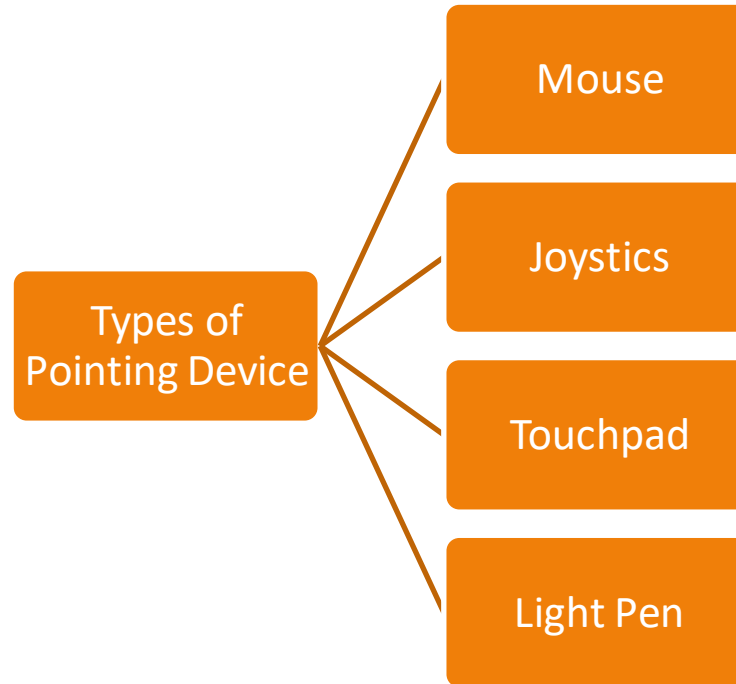 Types of
Pointing Device
Mouse
Joystics
Touchpad
Light Pen